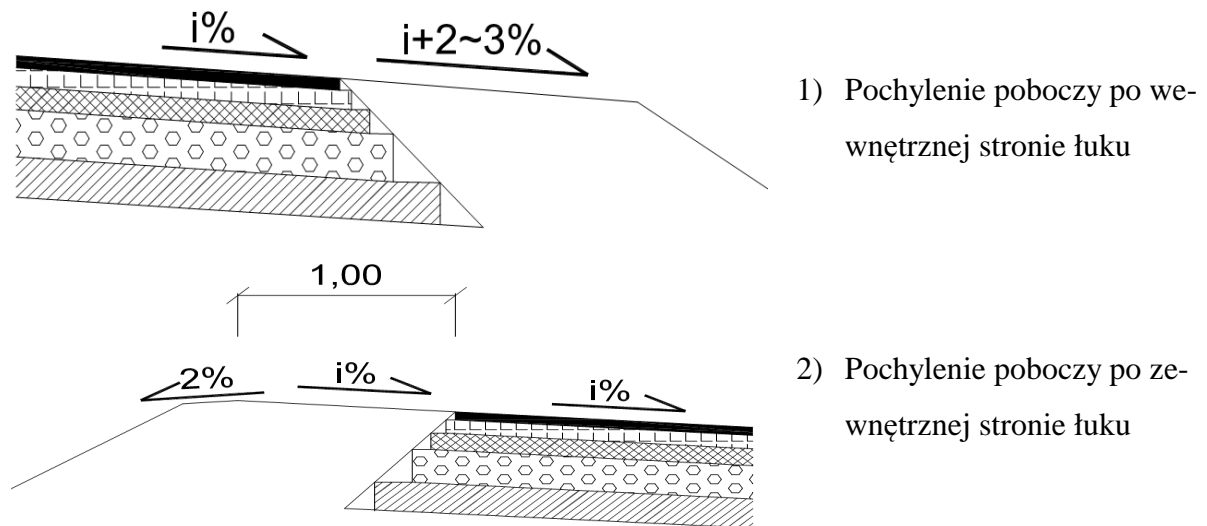 i%
i+2~3%
1) Pochylenie poboczy po we-
wnętrznej stronie łuku
1,00
2%
i%
i%
2) Pochylenie poboczy po ze-
wnętrznej stronie łuku